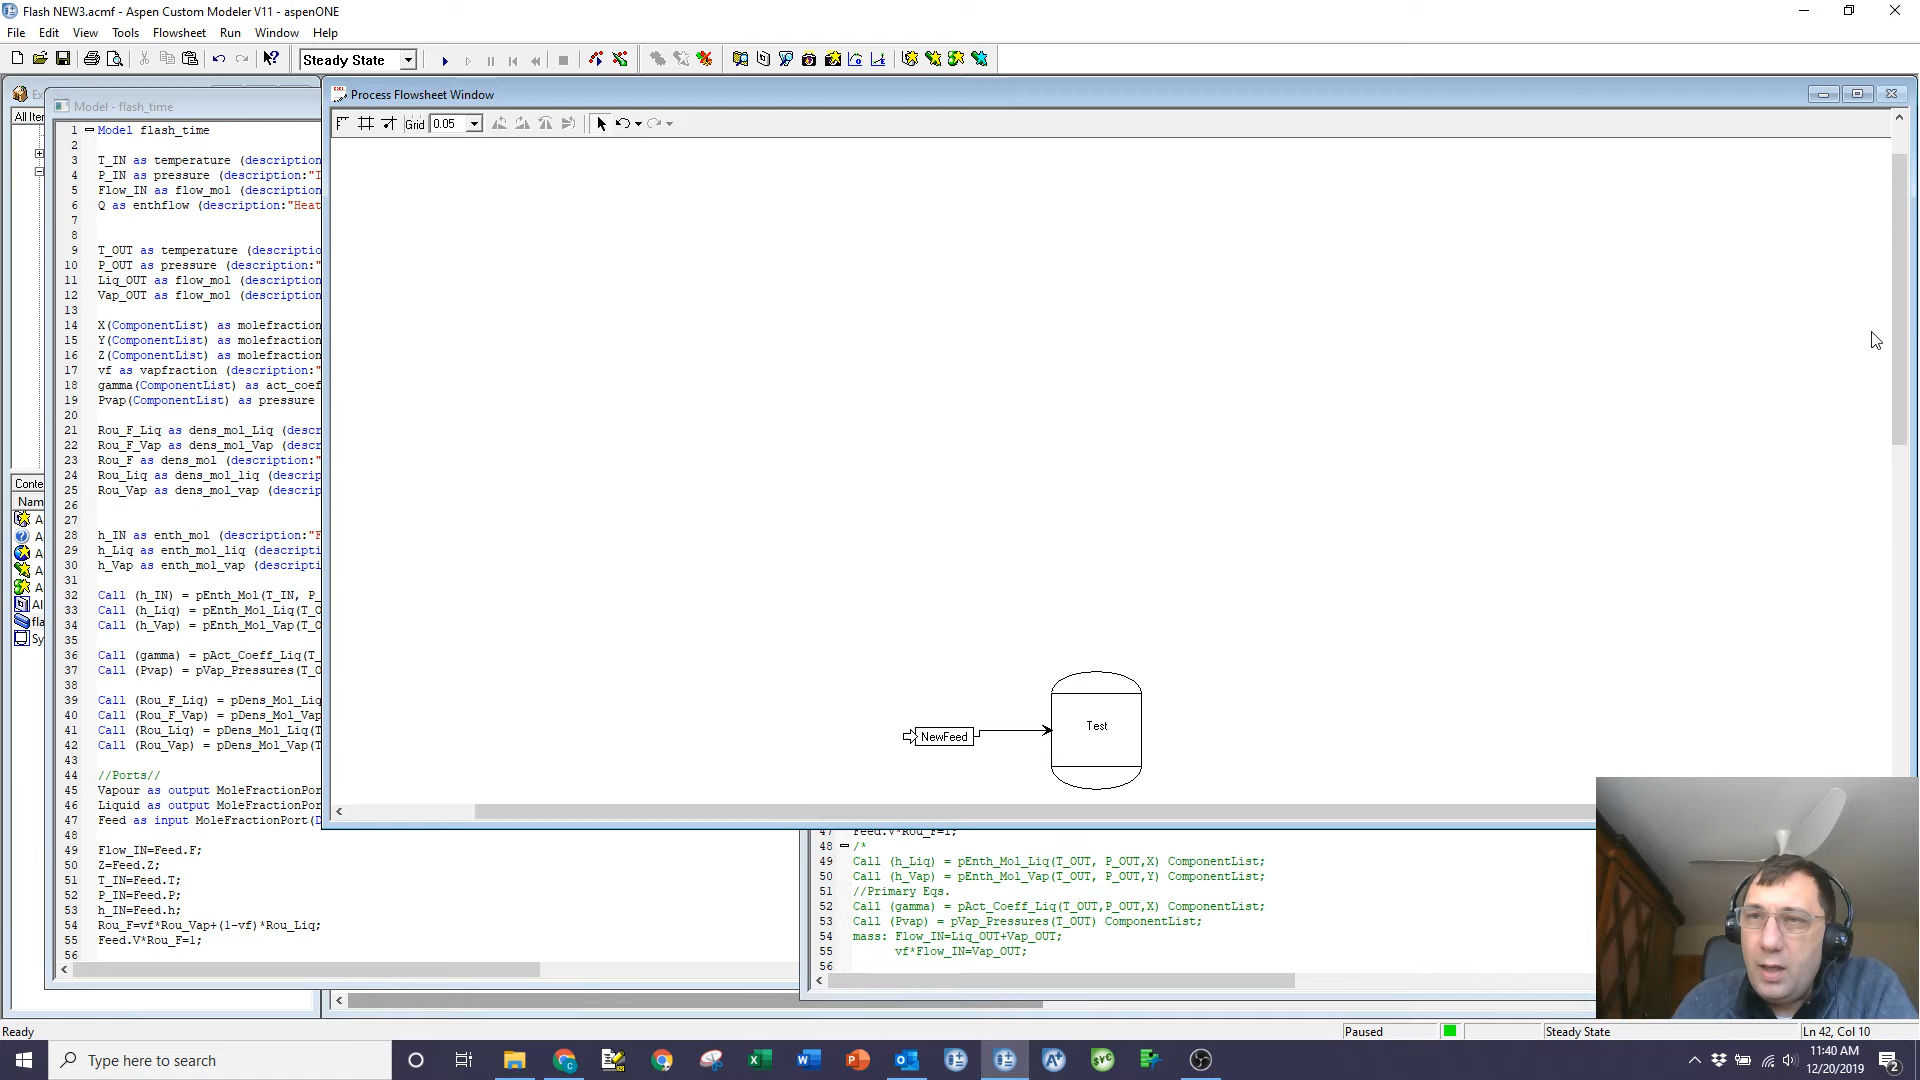 Flash NEW3.acmf - Aspen Custom Modeler V11 - aspenONE
File Edit View Tools Flowsheet Run Window Help
Steady State
Model - flash_time
Process Flowsheet Window
All Iter
Grid 0.05
1 Model flash_time
2
3 T_IN as temperature (description
4 P_IN as pressure (description:"I
5 Flow_IN as flow_mol (description
6 Q as enthflow (description:"Heat
7
8
9 T_OUT as temperature (descriptio
10 P_OUT as pressure (description:"
11 Liq_OUT as flow_mol (description
12 Vap_OUT as flow_mol (description
13
14 X(ComponentList) as molefraction
15 Y(ComponentList) as molefraction
16 Z(ComponentList) as molefraction
17 vf as vapfraction (description:"
18 gamma(ComponentList) as act_coef
19 Pvap(ComponentList) as pressure
20
21 Rou_F_Liq as dens_mol_Liq (descr
22 Rou_F_Vap as dens_mol_Vap (descr
23 Rou_F as dens_mol (description:"
24 Rou_Liq as dens_mol_liq (descrip
25 Rou_Vap as dens_mol_vap (descrip
26
27
28 h_IN as enth_mol (description:"F
29 h_Liq as enth_mol_liq (descripti
30 h_Vap as enth_mol_vap (descripti
31
32 Call (h_IN) = pEnth_Mol(T_IN, P_
33 Call (h_Liq) = pEnth_Mol_Liq(T_O
34 Call (h_Vap) = pEnth_Mol_Vap(T_O
35
36 Call (gamma) = pAct_Coeff_Liq(T_
37 Call (Pvap) = pVap_Pressures(T_O
38
39 Call (Rou_F_Liq) = pDens_Mol_Liq
40 Call (Rou_F_Vap) = pDens_Mol_Vap
41 Call (Rou_Liq) = pDens_Mol_Liq(T
42 Call (Rou_Vap) = pDens_Mol_Vap(T
43
44 //Ports//
45 Vapour as output MoleFractionPor
46 Liquid as output MoleFractionPor
47 Feed as input MoleFractionPort(D
48
49 Flow_IN=Feed.F;
50 Z=Feed.Z;
51 T_IN=Feed.T;
52 P_IN=Feed.P;
53 h_IN=Feed.h;
54 Rou_F=vf*Rou_Vap+(1-vf)*Rou_Liq;
55 Feed.V*Rou_F=1;
56
Conte
Nam
A
A
A
A
A
Al
fla
Sy
NewFeed
Test
47 Feed.V*Rou_F=1;
48 /*
49 Call (h_Liq) = pEnth_Mol_Liq(T_OUT, P_OUT,X) ComponentList;
50 Call (h_Vap) = pEnth_Mol_Vap(T_OUT, P_OUT,Y) ComponentList;
51 //Primary Eqs.
52 Call (gamma) = pAct_Coeff_Liq(T_OUT,P_OUT,X) ComponentList;
53 Call (Pvap) = pVap_Pressures(T_OUT) ComponentList;
54 mass: Flow_IN=Liq_OUT+Vap_OUT;
55 vf*Flow_IN=Vap_OUT;
56
Ready
Paused
Steady State
Ln 42, Col 10
Type here to search
11:40 AM
12/20/2019
2